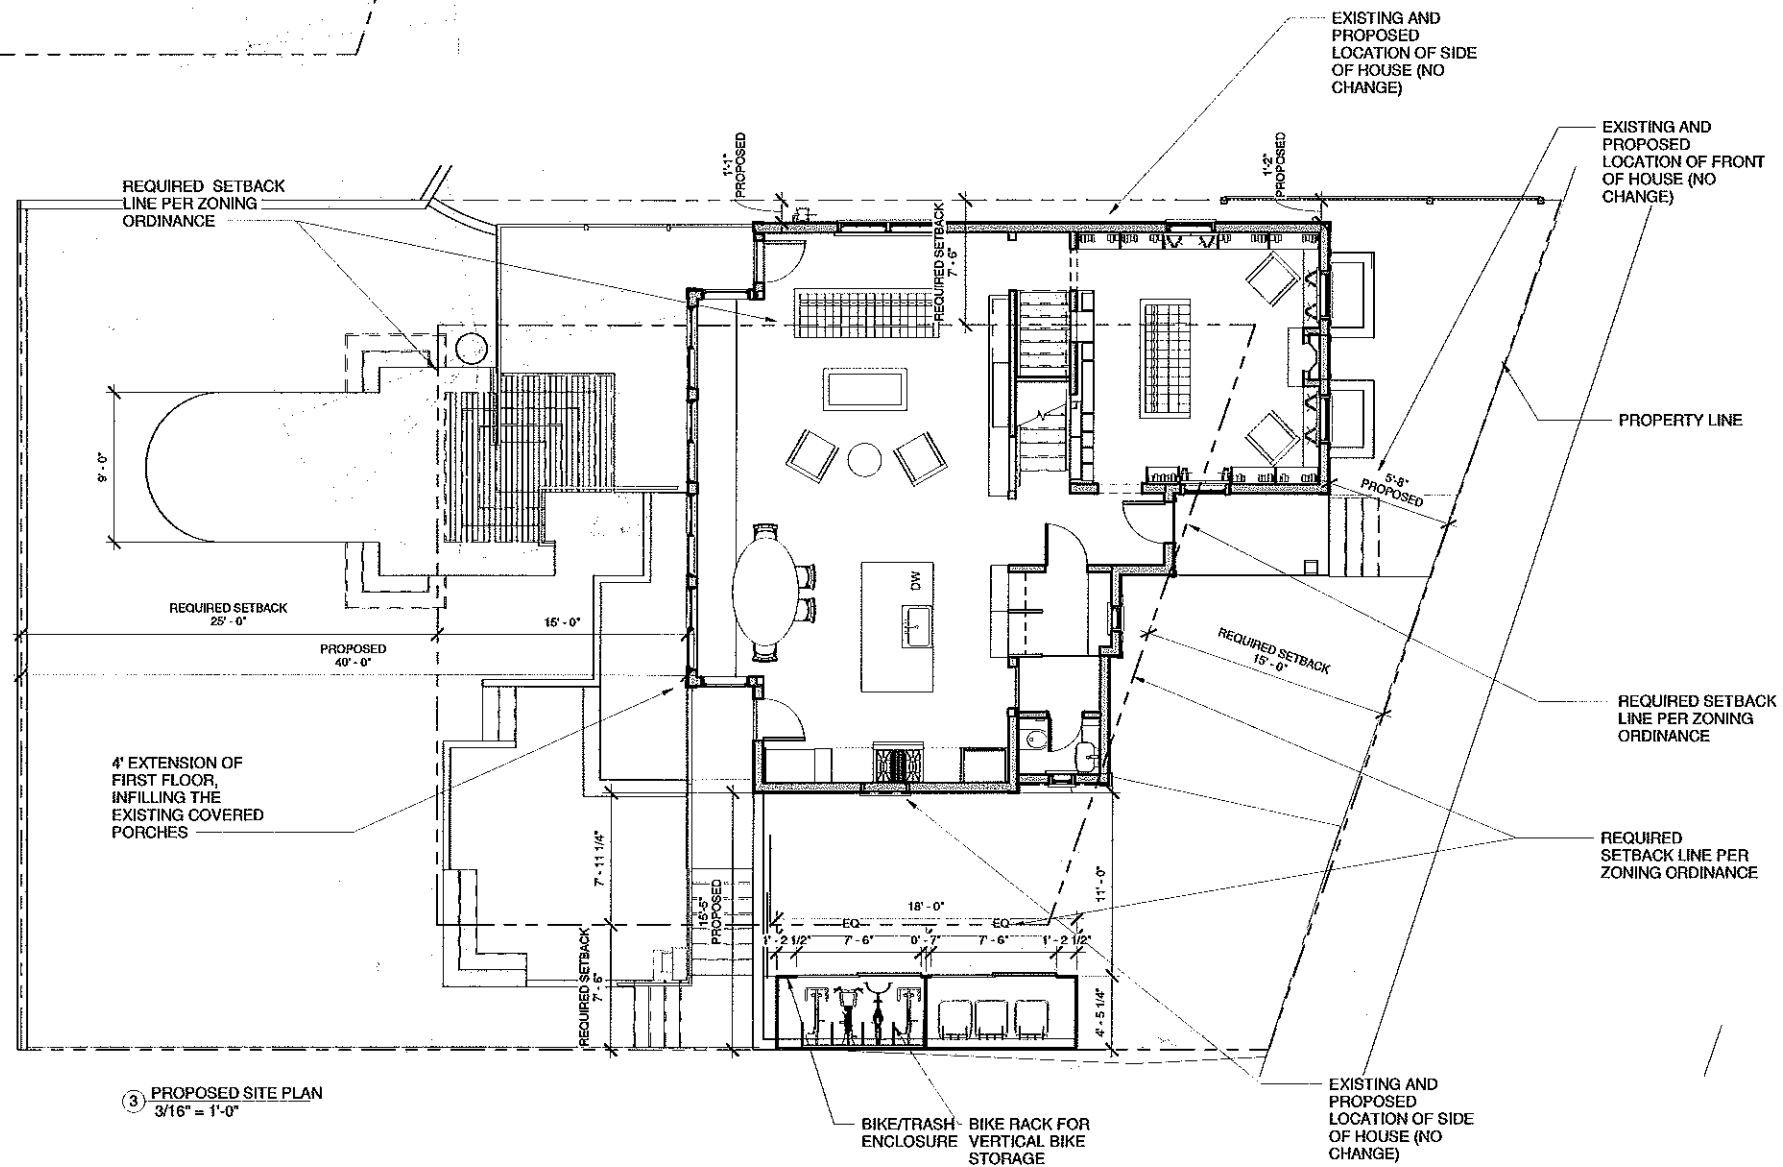 EXISTING AND
PROPOSED
LOCATION OF SIDE
OF HOUSE (NO
CHANGE)
EXISTING AND
PROPOSED
LOCATION OF FRONT
OF HOUSE (NO
CHANGE)
1'-1"
PROPOSED
1'-2"
PROPOSED
REQUIRED SETBACK
LINE PER ZONING
ORDINANCE
REQUIRED SETBACK
7' - 6"
PROPERTY LINE
9' - 0"
5'-8"
PROPOSED
DW
REQUIRED SETBACK
25' - 0"
15' - 0"
PROPOSED
40' - 0"
REQUIRED SETBACK
15' - 0"
REQUIRED SETBACK
LINE PER ZONING
ORDINANCE
4' EXTENSION OF
FIRST FLOOR,
INFILLING THE
EXISTING COVERED
PORCHES
7' - 11 1/4"
15'-5"
PROPOSED
11' - 0"
REQUIRED
SETBACK LINE PER
ZONING ORDINANCE
18' - 0"
EQ
EQ
1' - 2 1/2"
7' - 6"
0' - 7"
7' - 6"
1' - 2 1/2"
REQUIRED SETBACK
7' - 6"
4' - 5 1/4"
3
PROPOSED SITE PLAN
3/16" = 1'-0"
BIKE/TRASH
ENCLOSURE
BIKE RACK FOR
VERTICAL BIKE
STORAGE
EXISTING AND
PROPOSED
LOCATION OF SIDE
OF HOUSE (NO
CHANGE)